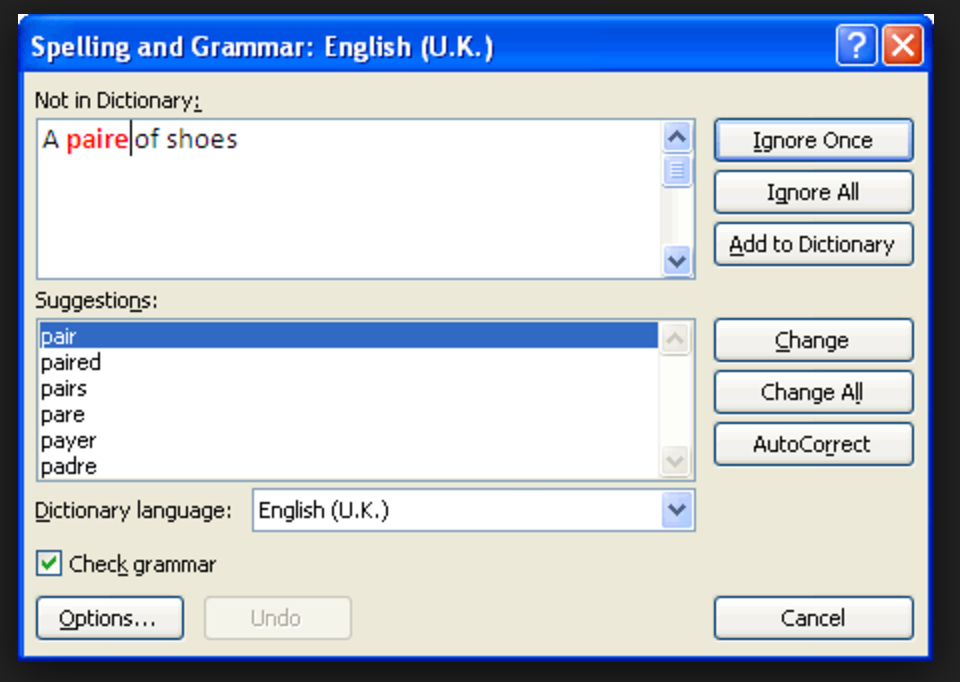 Spelling and Grammar: English (U.K.)
Not in Dictionary:
A paire of shoes
Ignore Once
Ignore All
Add to Dictionary
Suggestions:
pair
paired
pairs
pare
payer
padre
Change
Change All
AutoCorrect
Dictionary language: English (U.K.)
Check grammar
Options...
Undo
Cancel